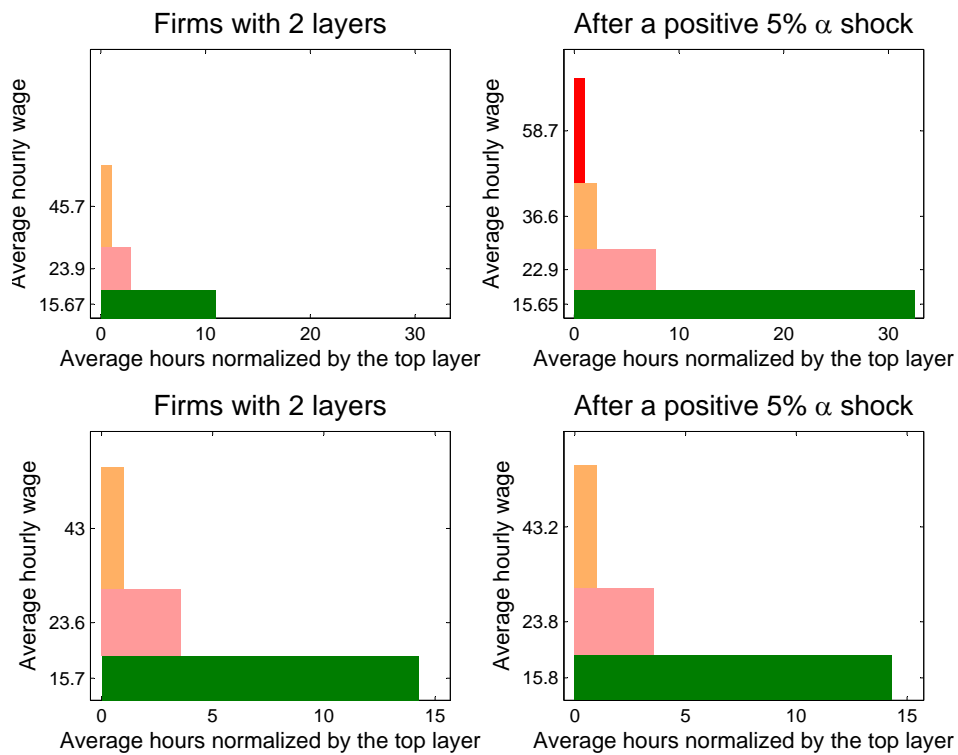 Firms with 2 layers
Average hourly wage
45.7
23.9
15.67
0 10 20 30
Average hours normalized by the top layer
After a positive 5% α shock
Average hourly wage
58.7
36.6
22.9
15.65
0 10 20 30
Average hours normalized by the top layer
Firms with 2 layers
Average hourly wage
43
23.6
15.7
0 5 10 15
Average hours normalized by the top layer
After a positive 5% α shock
Average hourly wage
43.2
23.8
15.8
0 5 10 15
Average hours normalized by the top layer